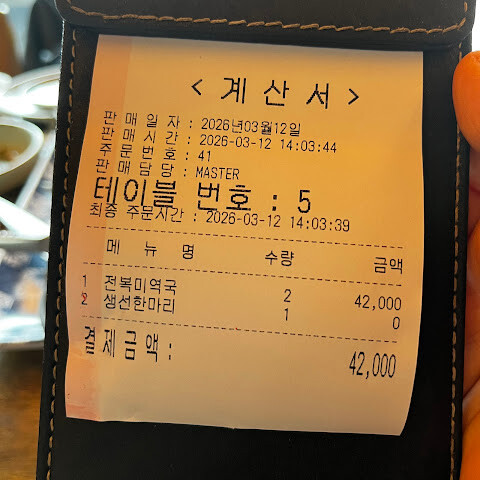 < 계 산 서 >
판 매 일 자 : 2026년03월12일
판 매 시 간 : 2026-03-12 14:03:44
주 문 번 호 : 41
판 매 담 당 : MASTER
테이블 번호 : 5
최종 주문시간 : 2026-03-12 14:03:39
메 뉴 명 수량 금액
1 전복미역국 2 42,000
2 생선한마리 1 0
결제금액 : 42,000